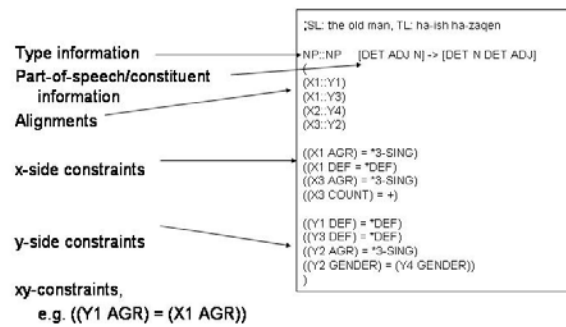 ;SL: the old man, TL: ha-ish ha-zaqen
Type information
NP::NP [DET ADJ N] -> [DET N DET ADJ]
Part-of-speech/constituent
information
(
Alignments
(X1::Y1)
(X1::Y3)
(X2::Y4)
(X3::Y2)
x-side constraints
((X1 AGR) = *3-SING)
((X1 DEF = *DEF)
((X3 AGR) = *3-SING)
((X3 COUNT) = +)
y-side constraints
((Y1 DEF) = *DEF)
((Y3 DEF) = *DEF)
((Y2 AGR) = *3-SING)
((Y2 GENDER) = (Y4 GENDER))
)
xy-constraints,
e.g. ((Y1 AGR) = (X1 AGR))